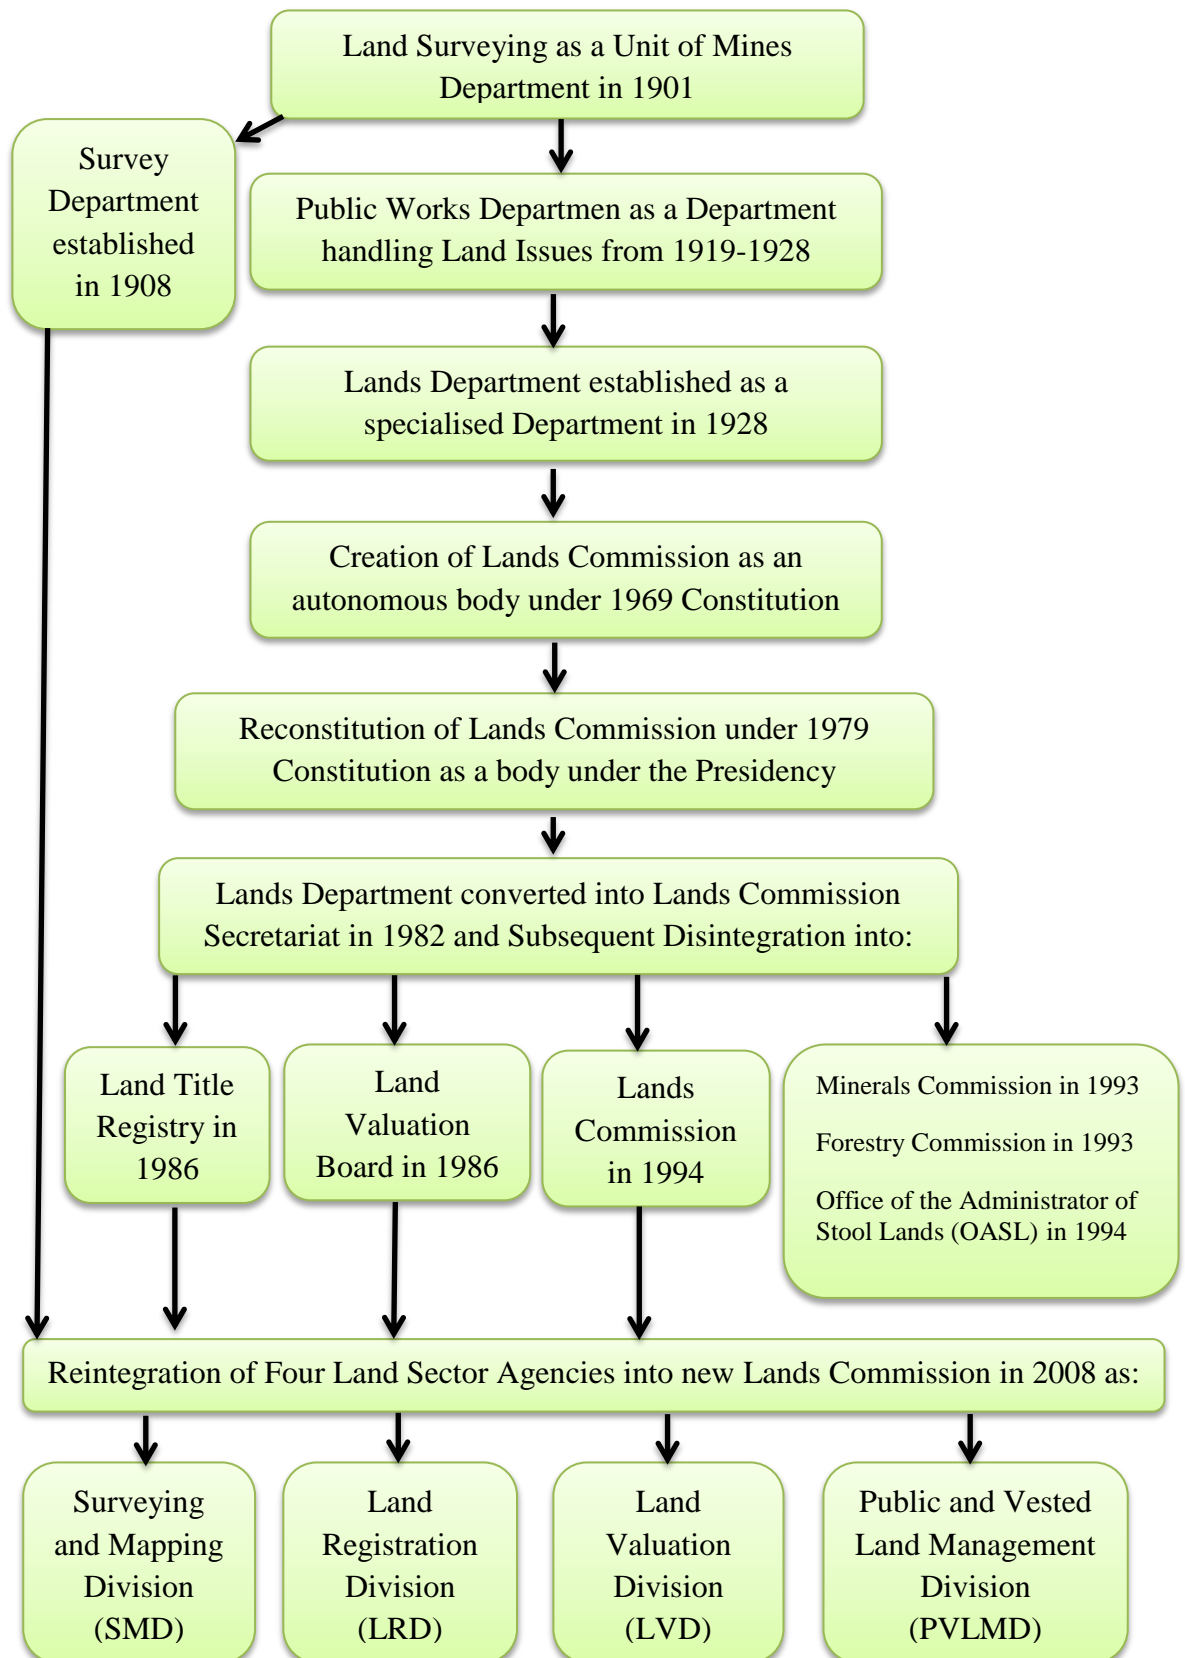 Land Surveying as a Unit of Mines
Department in 1901
Survey
Department
established
in 1908
Public Works Departmen as a Department
handling Land Issues from 1919-1928
Lands Department established as a
specialised Department in 1928
Creation of Lands Commission as an
autonomous body under 1969 Constitution
Reconstitution of Lands Commission under 1979
Constitution as a body under the Presidency
Lands Department converted into Lands Commission
Secretariat in 1982 and Subsequent Disintegration into:
Land Title
Registry in
1986
Land
Valuation
Board in 1986
Lands
Commission
in 1994
Minerals Commission in 1993
Forestry Commission in 1993
Office of the Administrator of
Stool Lands (OASL) in 1994
Reintegration of Four Land Sector Agencies into new Lands Commission in 2008 as:
Surveying
and Mapping
Division
(SMD)
Land
Registration
Division
(LRD)
Land
Valuation
Division
(LVD)
Public and Vested
Land Management
Division
(PVLMD)